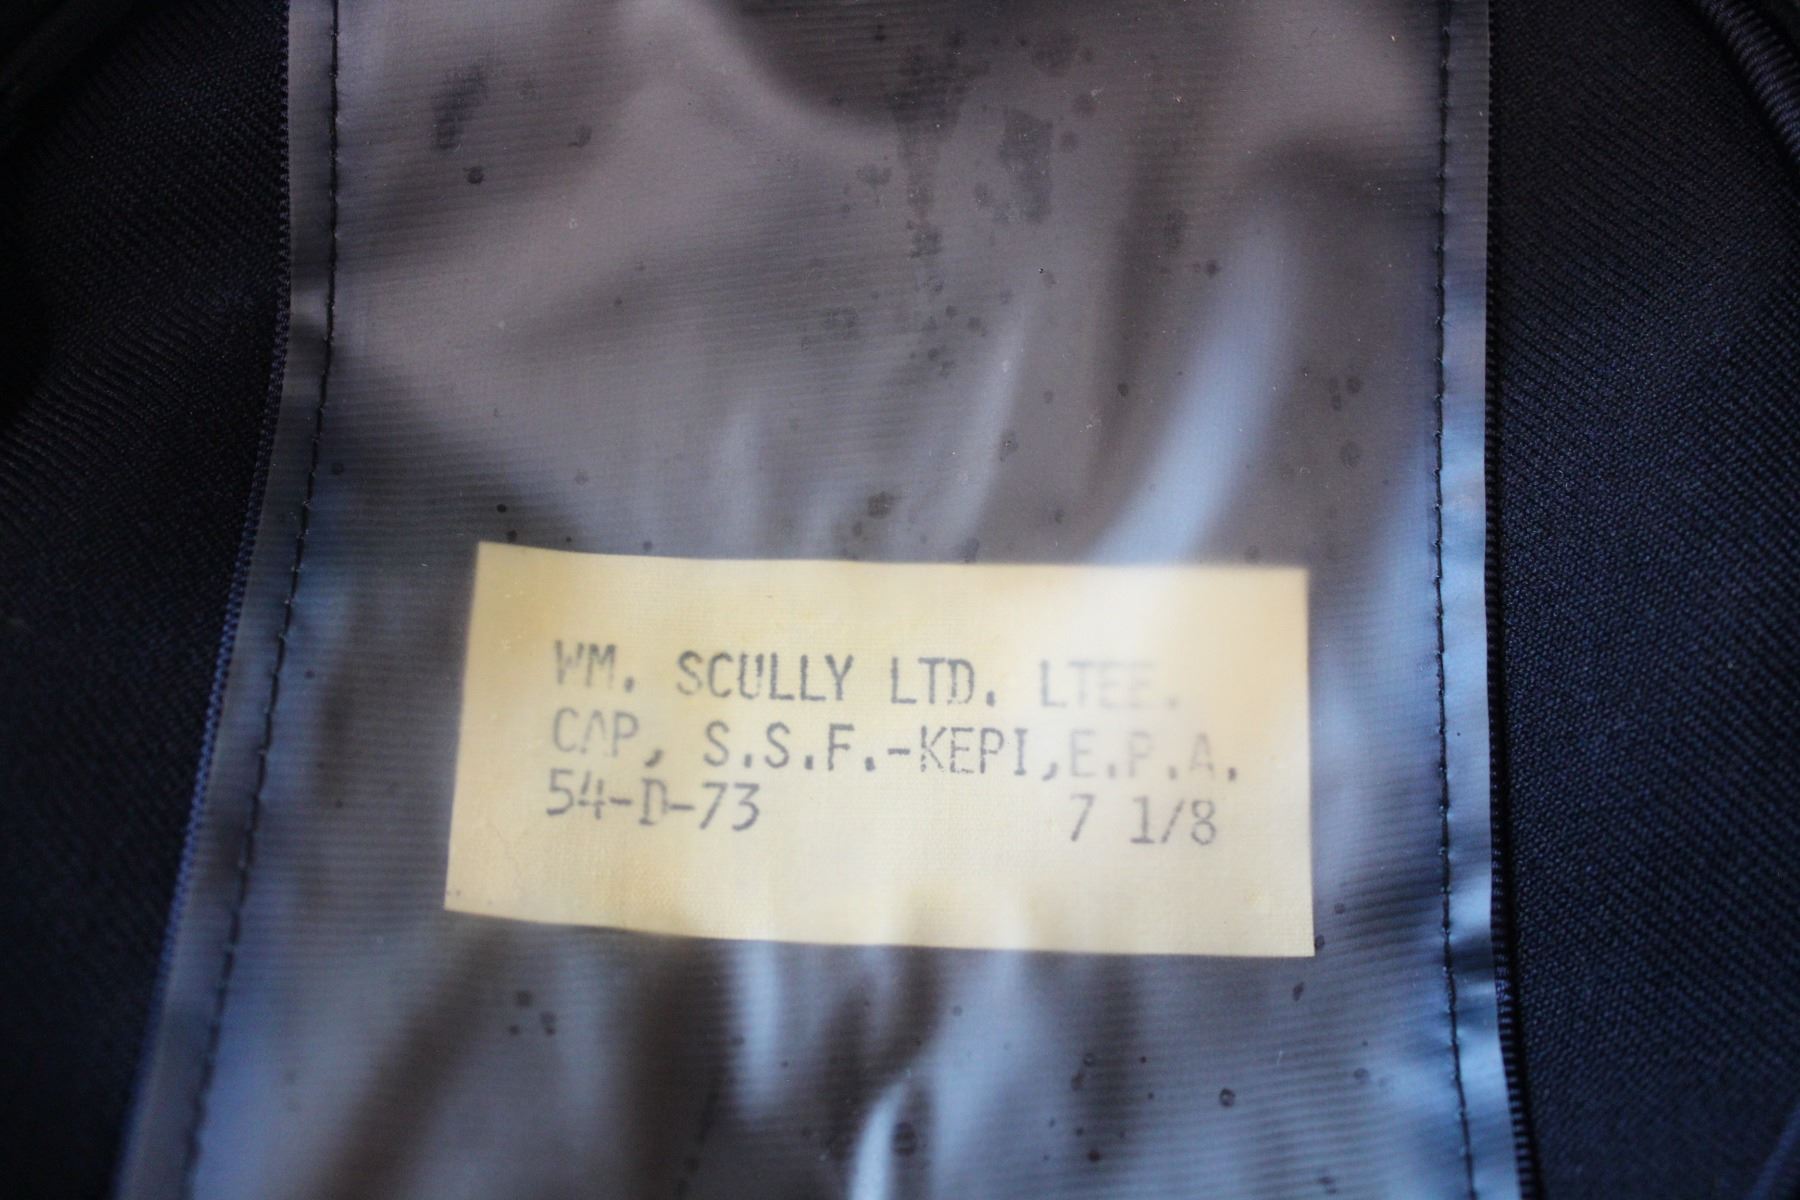 WM. SCULLY LTD. LTEE.
CAP, S.S.F.-KEPI,E.P.A.
54-D-73 7 1/8